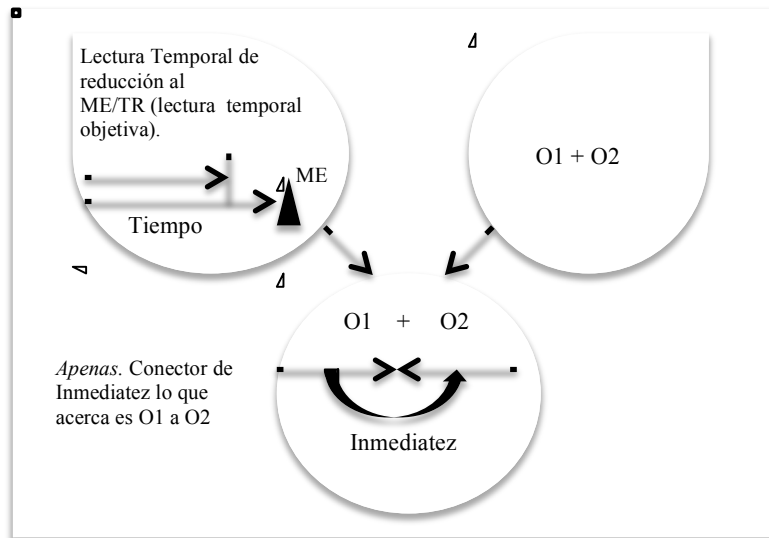 Lectura Temporal de
reducción al
ME/TR (lectura temporal
objetiva).
ME
Tiempo
O1 + O2
O1 + O2
Apenas. Conector de
Inmediatez lo que
acerca es O1 a O2
Inmediatez